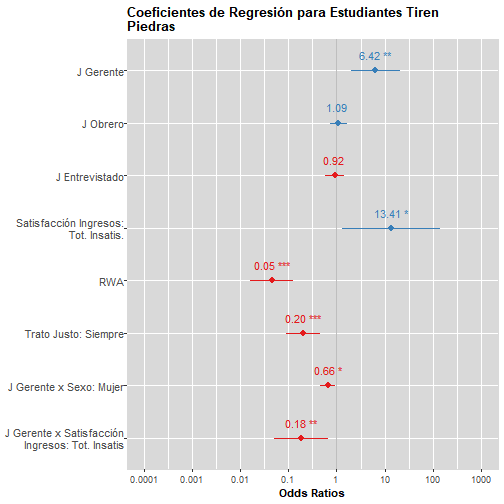 Coeficientes de Regresión para Estudiantes Tiren
Piedras
J Gerente
6.42 **
J Obrero
1.09
J Entrevistado
0.92
Satisfacción Ingresos:
Tot. Insatis.
13.41 *
RWA
0.05 ***
Trato Justo: Siempre
0.20 ***
J Gerente x Sexo: Mujer
0.66 *
J Gerente x Satisfacción
Ingresos: Tot. Insatis
0.18 **
0.0001 0.001 0.01 0.1 1 10 100 1000
Odds Ratios